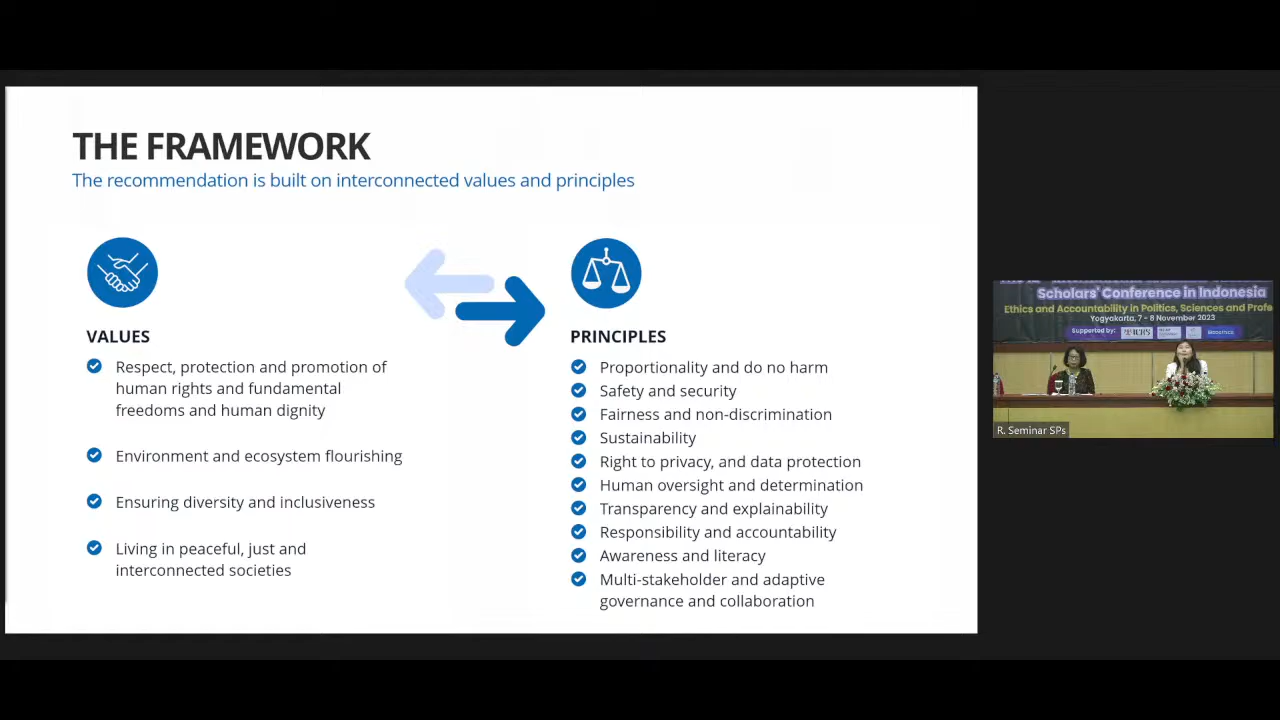 THE FRAMEWORK
The recommendation is built on interconnected values and principles
VALUES
Respect, protection and promotion of
human rights and fundamental
freedoms and human dignity
Environment and ecosystem flourishing
Ensuring diversity and inclusiveness
Living in peaceful, just and
interconnected societies
PRINCIPLES
Proportionality and do no harm
Safety and security
Fairness and non-discrimination
Sustainability
Right to privacy, and data protection
Human oversight and determination
Transparency and explainability
Responsibility and accountability
Awareness and literacy
Multi-stakeholder and adaptive
governance and collaboration
Scholars' Conference in Indonesia
Ethics and Accountability in Politics, Sciences and Profe
Yogyakarta, 7 - 8 November 2023
Supported by:
R. Seminar SPs